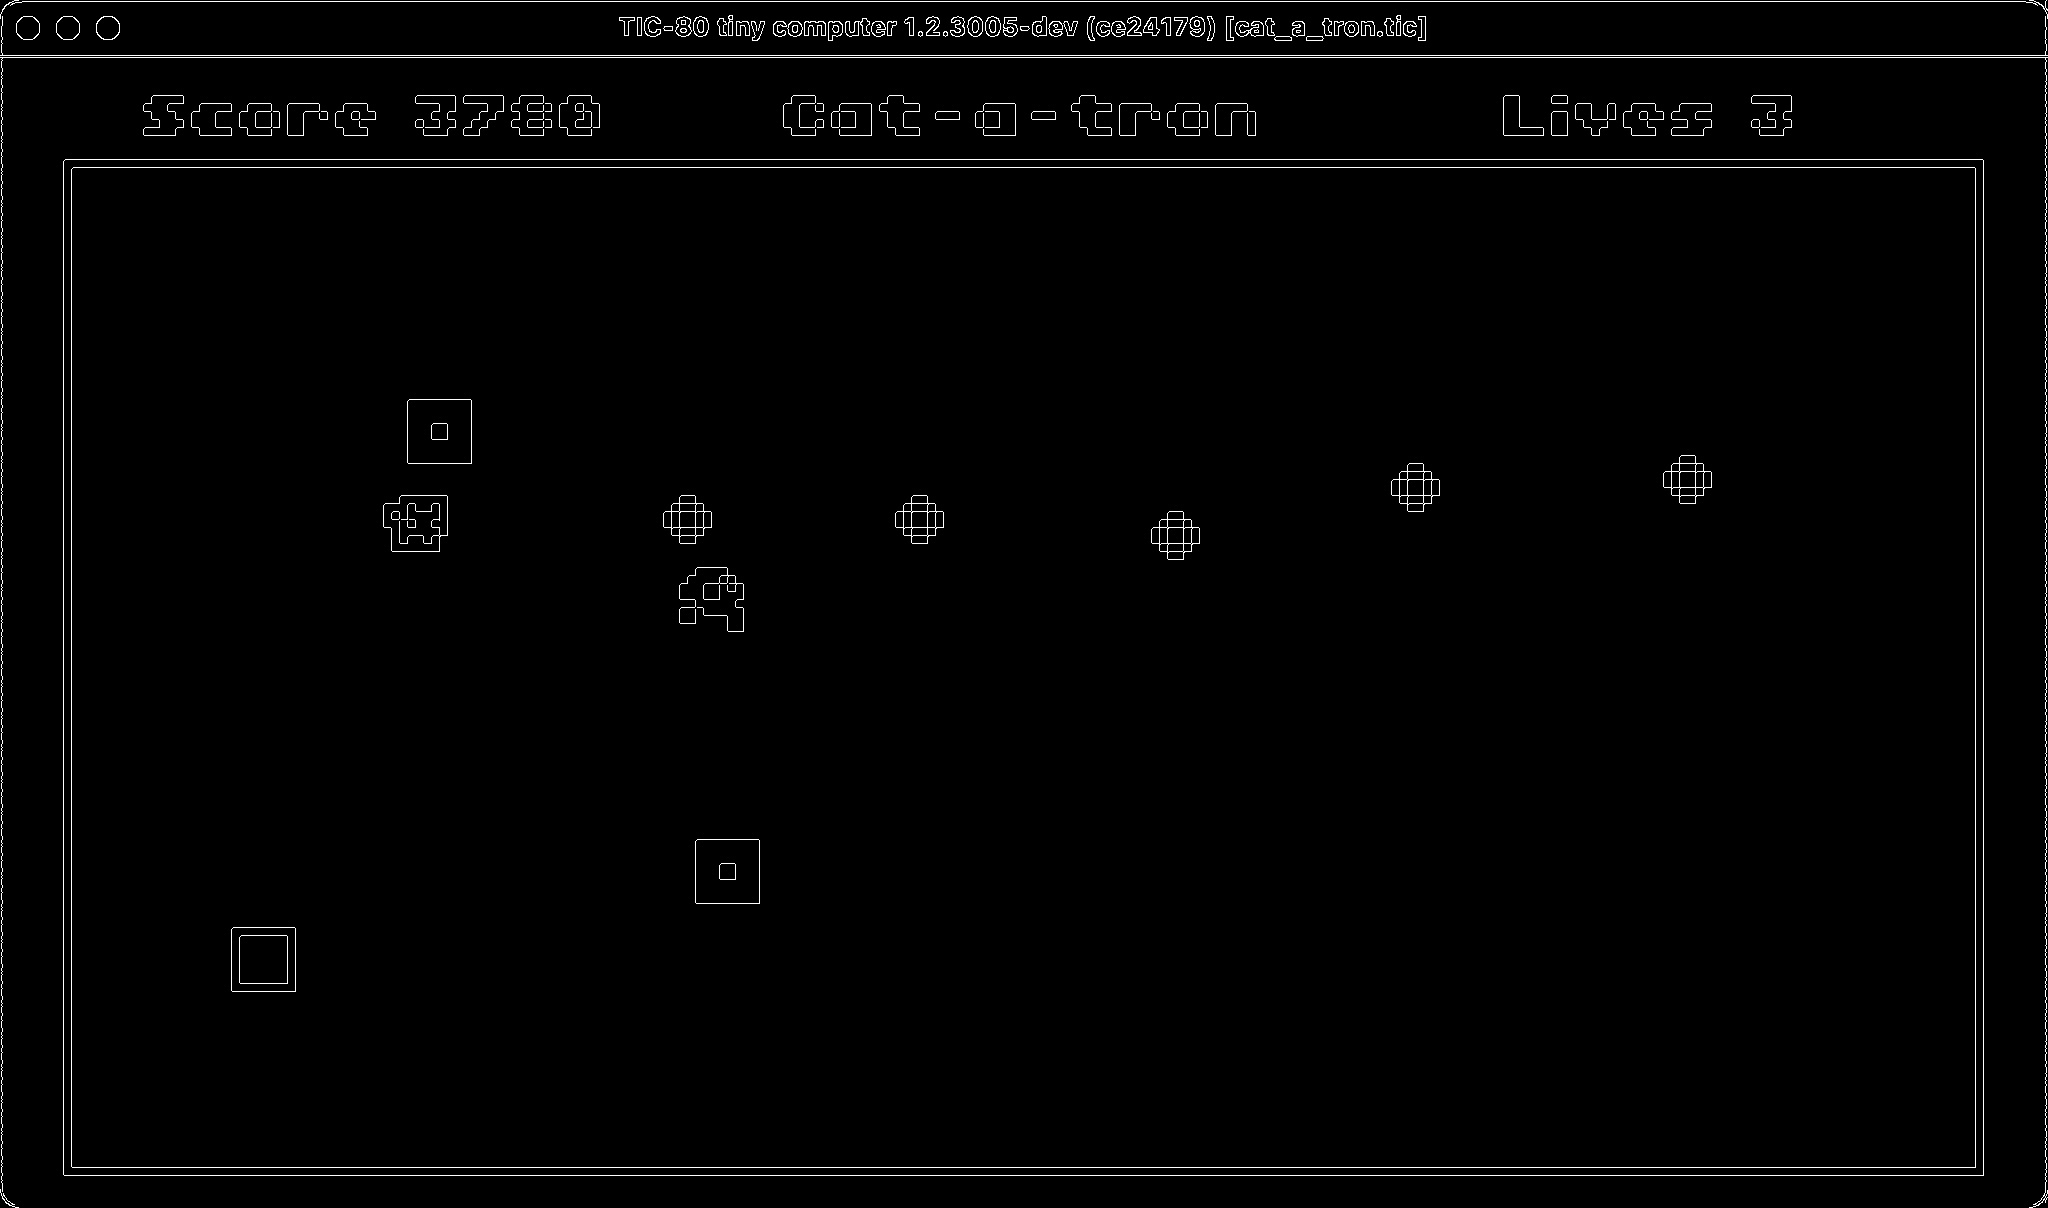 TIC-80 tiny computer 1.2.3005-dev (ce24179) [cat_a_tron.tic]
Score 3780 Cat-a-tron Lives 3